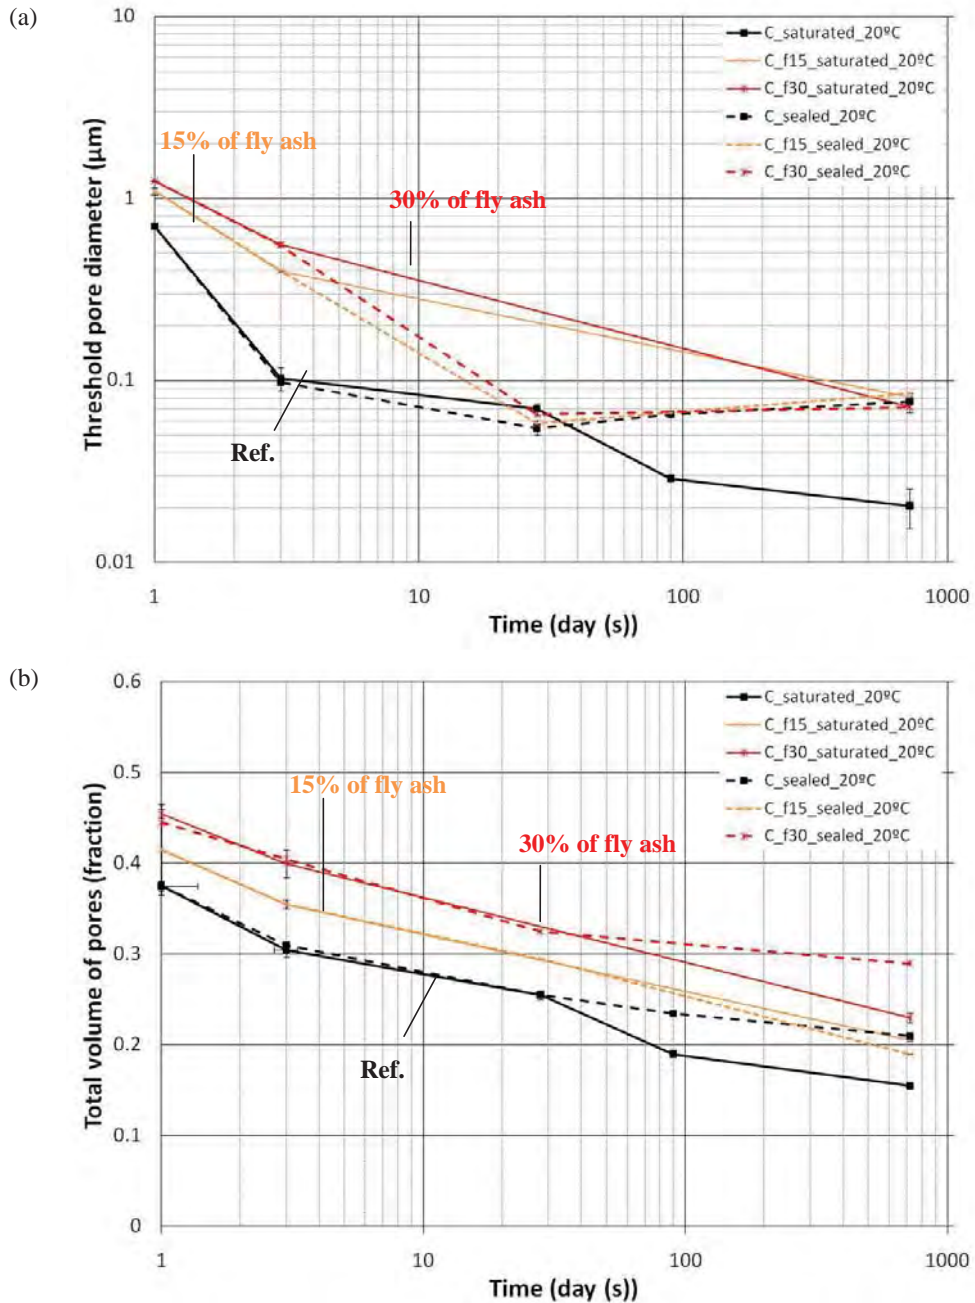 (a)
10
1
0.1
0.01
Threshold pore diameter (µm)
C_saturated_20ºC
C_f15_saturated_20ºC
C_f30_saturated_20ºC
C_sealed_20ºC
C_f15_sealed_20ºC
C_f30_sealed_20ºC
15% of fly ash
30% of fly ash
Ref.
1
10
100
1000
Time (day (s))
(b)
0.6
0.5
0.4
0.3
0.2
0.1
0
Total volume of pores (fraction)
C_saturated_20ºC
C_f15_saturated_20ºC
C_f30_saturated_20ºC
C_sealed_20ºC
C_f15_sealed_20ºC
C_f30_sealed_20ºC
15% of fly ash
30% of fly ash
Ref.
1
10
100
1000
Time (day (s))